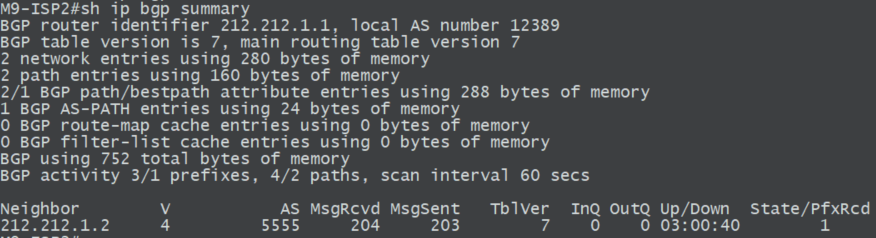 M9-ISP2#sh ip bgp summary
BGP router identifier 212.212.1.1, local AS number 12389
BGP table version is 7, main routing table version 7
2 network entries using 280 bytes of memory
2 path entries using 160 bytes of memory
2/1 BGP path/bestpath attribute entries using 288 bytes of memory
1 BGP AS-PATH entries using 24 bytes of memory
0 BGP route-map cache entries using 0 bytes of memory
0 BGP filter-list cache entries using 0 bytes of memory
BGP using 752 total bytes of memory
BGP activity 3/1 prefixes, 4/2 paths, scan interval 60 secs
Neighbor V AS MsgRcvd MsgSent TblVer InQ OutQ Up/Down State/PfxRcd
212.212.1.2 4 5555 204 203 7 0 0 03:00:40 1